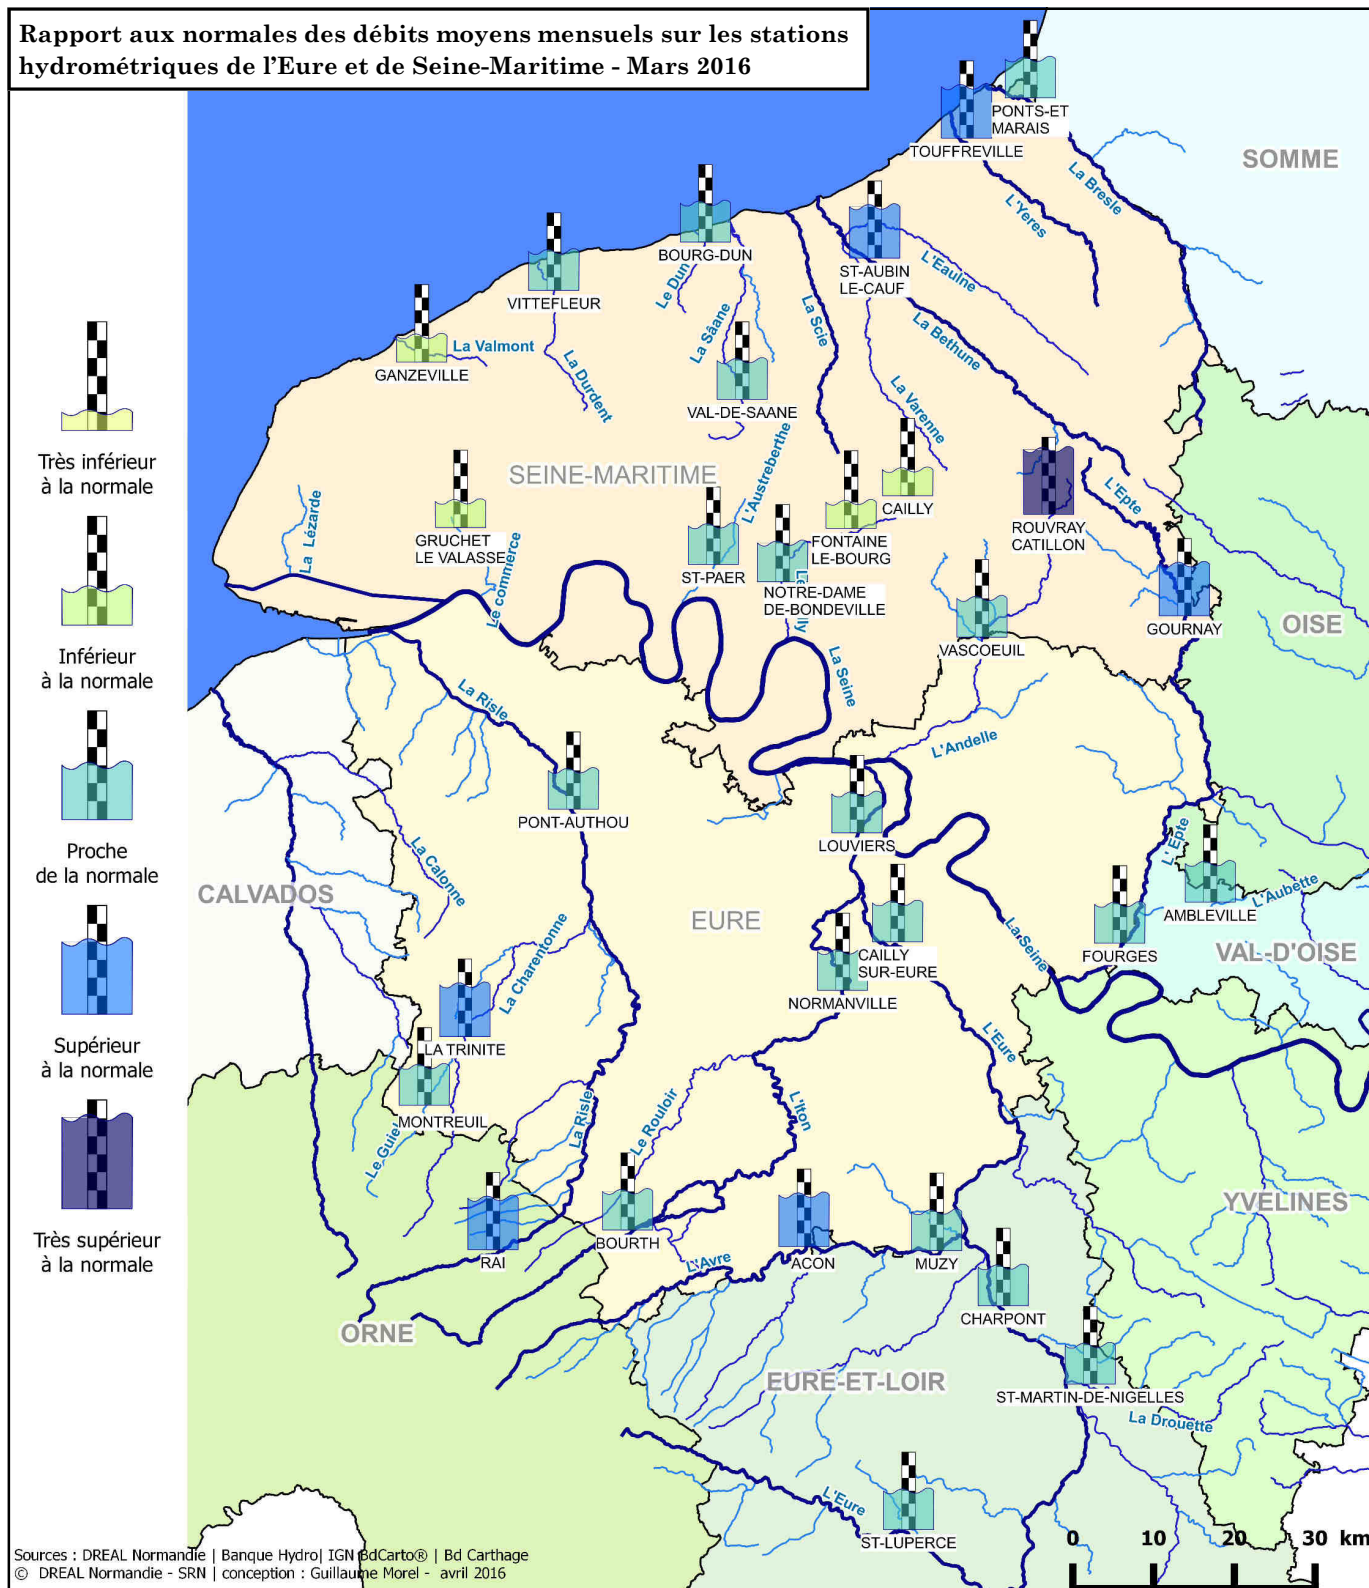 Rapport aux normales des débits moyens mensuels sur les stations
hydrométriques de l'Eure et de Seine-Maritime - Mars 2016
PONTS-ET
MARAIS
TOUFFREVILLE
SOMME
La Bresle
L'Yeres
BOURG-DUN
ST-AUBIN
LE-CAUF
L'Eaulne
VITTEFLEUR
Le Dun
La Sâane
La Scie
La Bethune
La Valmont
GANZEVILLE
La Durdent
VAL-DE-SAANE
La Varenne
L'Austreberthe
Très inférieur
à la normale
SEINE-MARITIME
La Lézarde
GRUCHET
LE VALASSE
Le commerce
ST-PAER
NOTRE-DAME
DE-BONDEVILLE
FONTAINE
LE-BOURG
CAILLY
ROUVRAY
CATILLON
L'Epte
GOURNAY
OISE
VASCOEUIL
Inférieur
à la normale
La Risle
La Seine
L'Andelle
PONT-AUTHOU
LOUVIERS
Proche
de la normale
La Calonne
CALVADOS
EURE
L'Epte
AMBLEVILLE
L'Aubette
FOURGES
VAL-D'OISE
La Seine
CAILLY
SUR-EURE
NORMANVILLE
La Charentonne
LA TRINITE
L'Eure
Supérieur
à la normale
MONTREUIL
Le Guiel
La Risle
Le Rouloir
L'Iton
YVELINES
Très supérieur
à la normale
RAI
BOURTH
L'Avre
ACON
MUZY
CHARPONT
ORNE
EURE-ET-LOIR
ST-MARTIN-DE-NIGELLES
La Drouette
L'Eure
ST-LUPERCE
0 10 20 30 km
Sources : DREAL Normandie | Banque Hydro| IGN BdCarto® | Bd Carthage
© DREAL Normandie - SRN | conception : Guillaume Morel - avril 2016